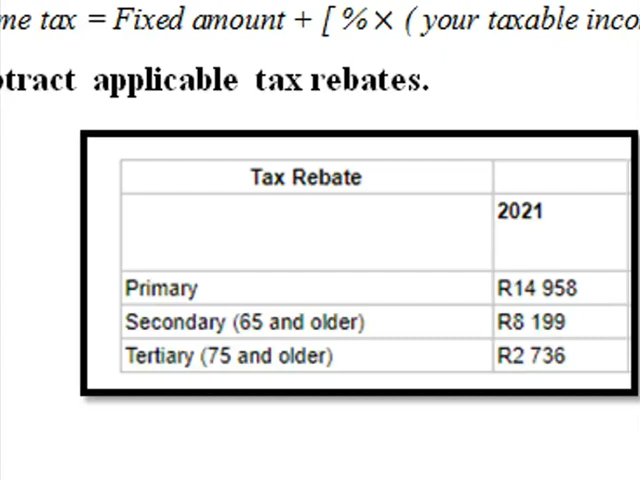 me tax = Fixed amount + [ % × ( your taxable inco
tract applicable tax rebates.
Tax Rebate
2021
Primary R14 958
Secondary (65 and older) R8 199
Tertiary (75 and older) R2 736